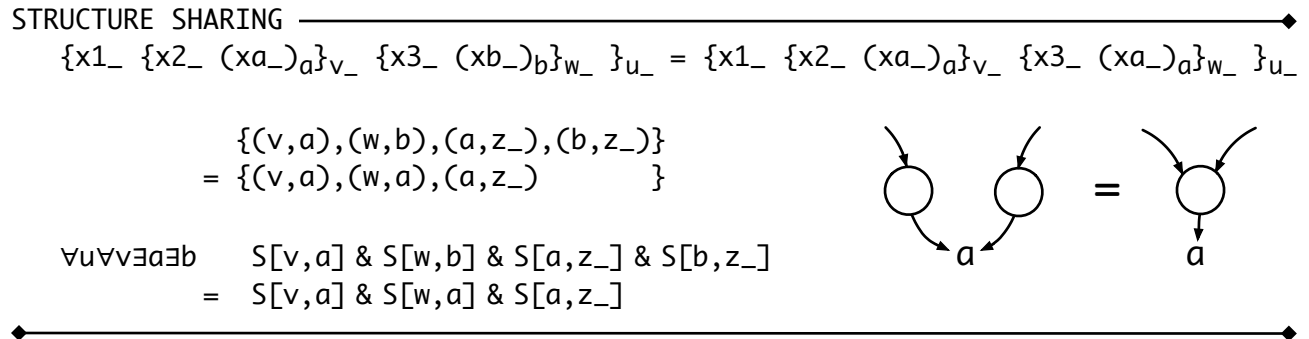 STRUCTURE SHARING
{x1_ {x2_ (xa_)a}v_ {x3_ (xb_)b}w_ }u_ = {x1_ {x2_ (xa_)a}v_ {x3_ (xa_)a}w_ }u_
{(v,a),(w,b),(a,z_),(b,z_)}
= {(v,a),(w,a),(a,z_) }
=
∀u∀v∃a∃b S[v,a] & S[w,b] & S[a,z_] & S[b,z_]
a a
= S[v,a] & S[w,a] & S[a,z_]